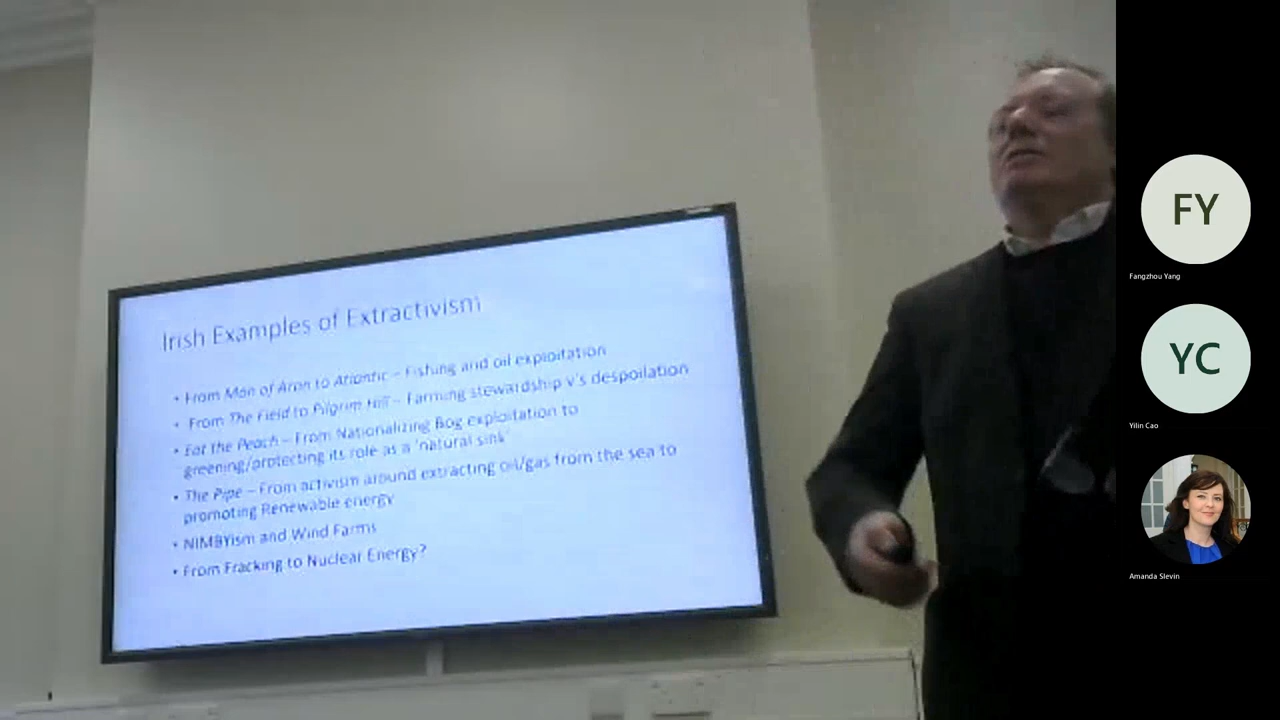 Irish Examples of Extractivism
• From Man of Aran to Atlantic – Fishing and oil exploitation
• From The Field to Pilgrim Hill – Farming stewardship v's despoilation
• Eat the Peach – From Nationalizing Bog exploitation to
greening/protecting its role as a 'natural sink'
• The Pipe – From activism around extracting oil/gas from the sea to
promoting Renewable energy
• NIMBYism and Wind Farms
• From Fracking to Nuclear Energy?
FY
Fangzhou Yang
YC
Yilin Cao
Amanda Slevin